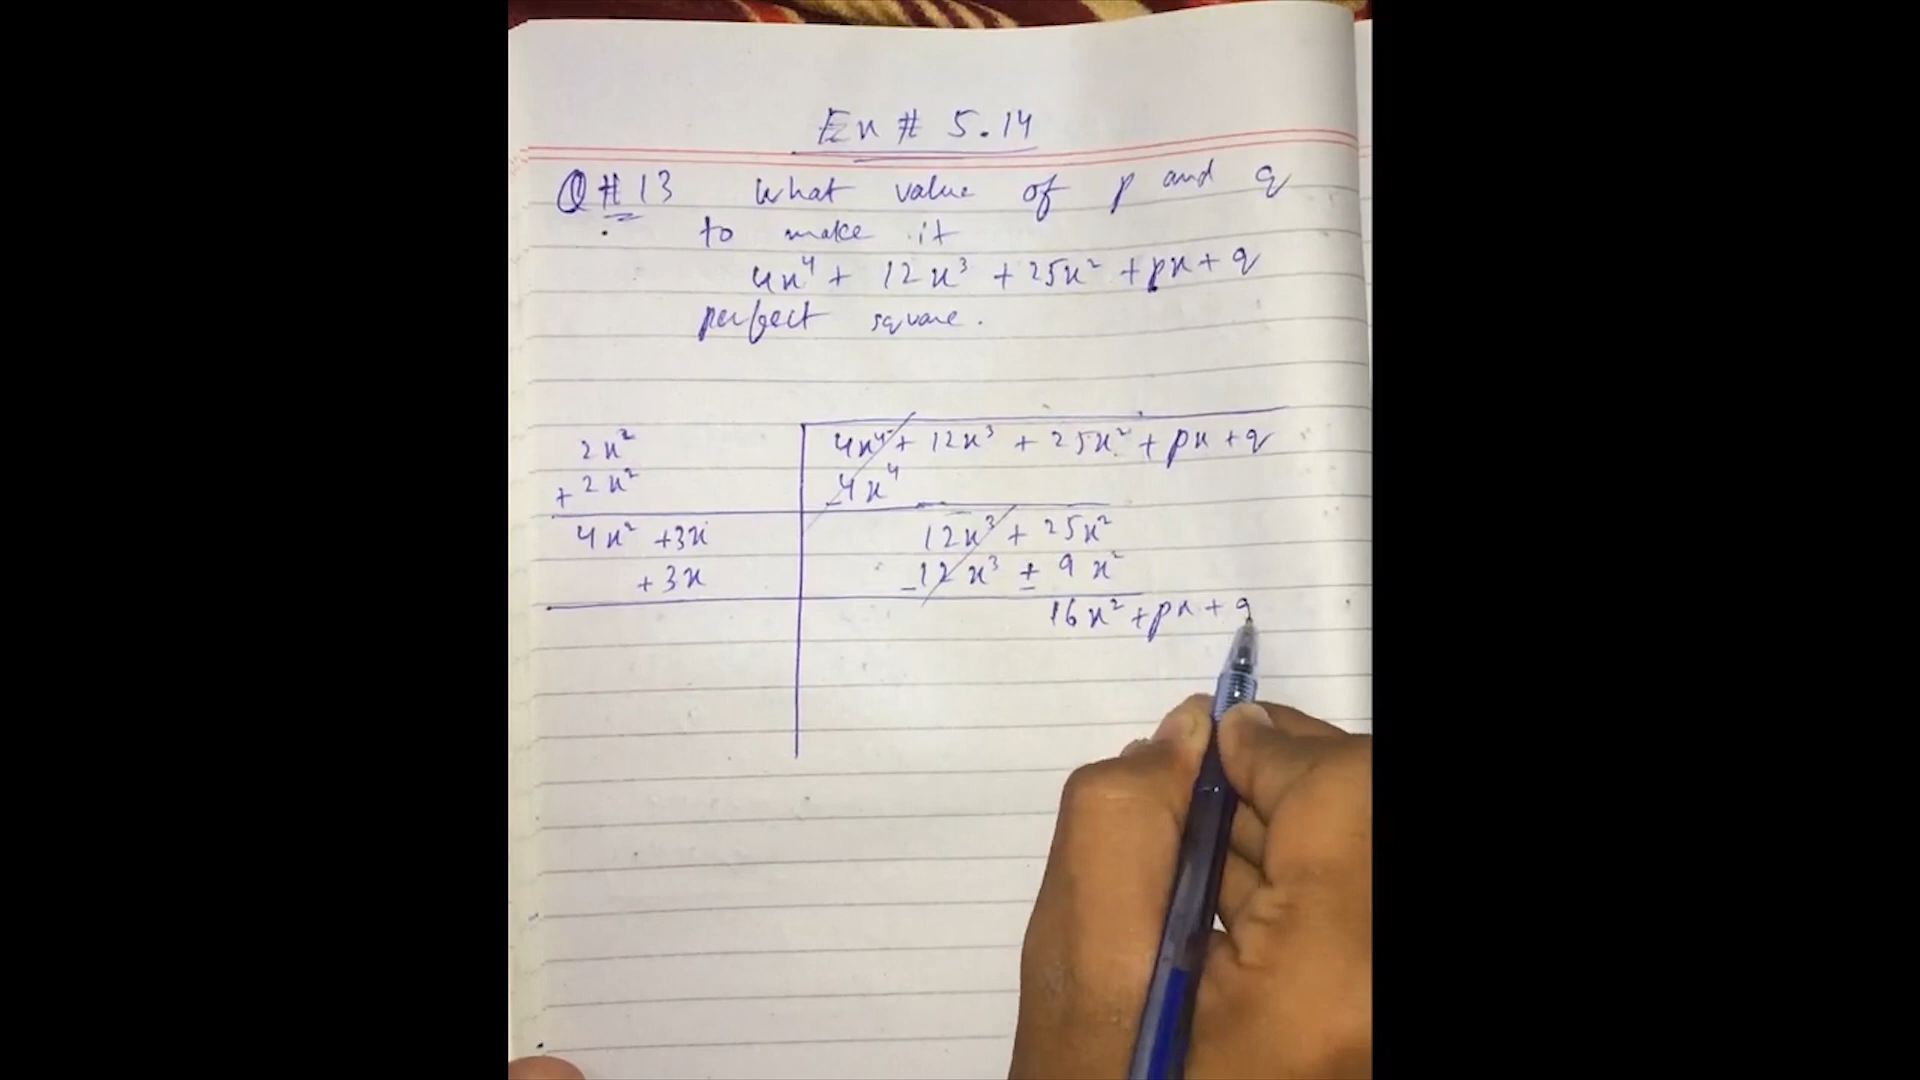 Ex # 5.14
Q # 13 What value of p and q
to make it
4x⁴ + 12x³ + 25x² + px + q
perfect square.
2x²
+ 2x²
4x² + 3x
+ 3x
4x⁴ + 12x³ + 25x² + px + q
-4x⁴
12x³ + 25x²
-12x³ ± 9x²
16x² + px + q